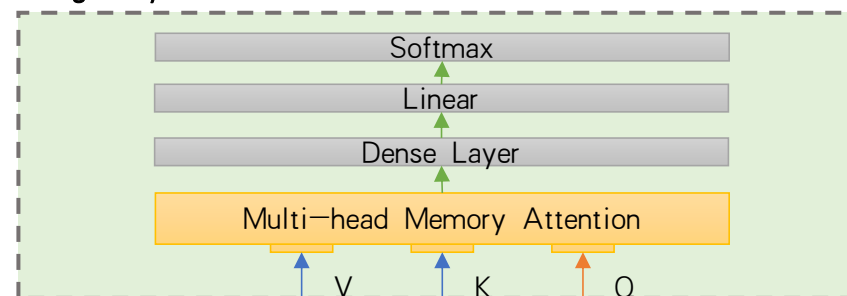 Softmax
Linear
Dense Layer
Multi-head Memory Attention
V K Q